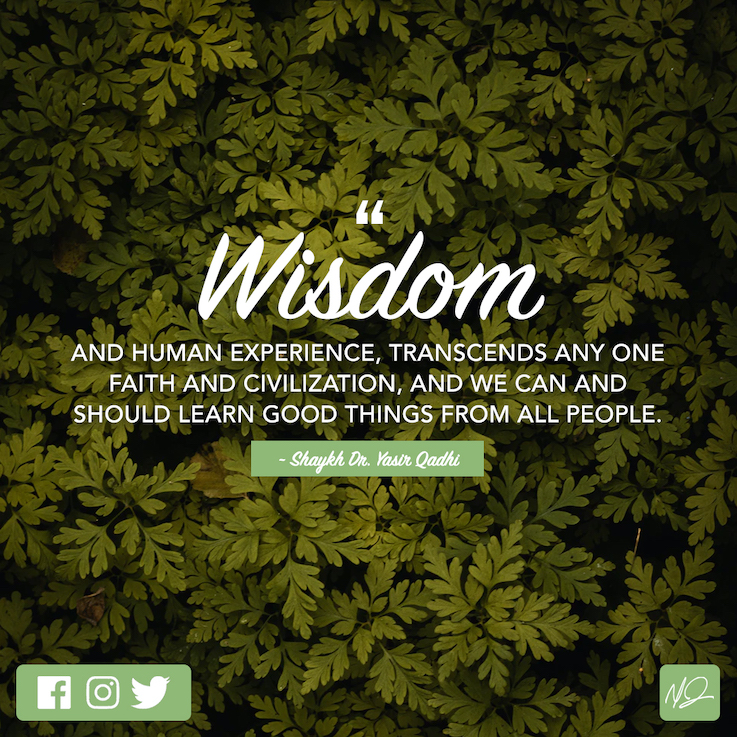 “
Wisdom
AND HUMAN EXPERIENCE, TRANSCENDS ANY ONE
FAITH AND CIVILIZATION, AND WE CAN AND
SHOULD LEARN GOOD THINGS FROM ALL PEOPLE.
- Shaykh Dr. Yasir Qadhi